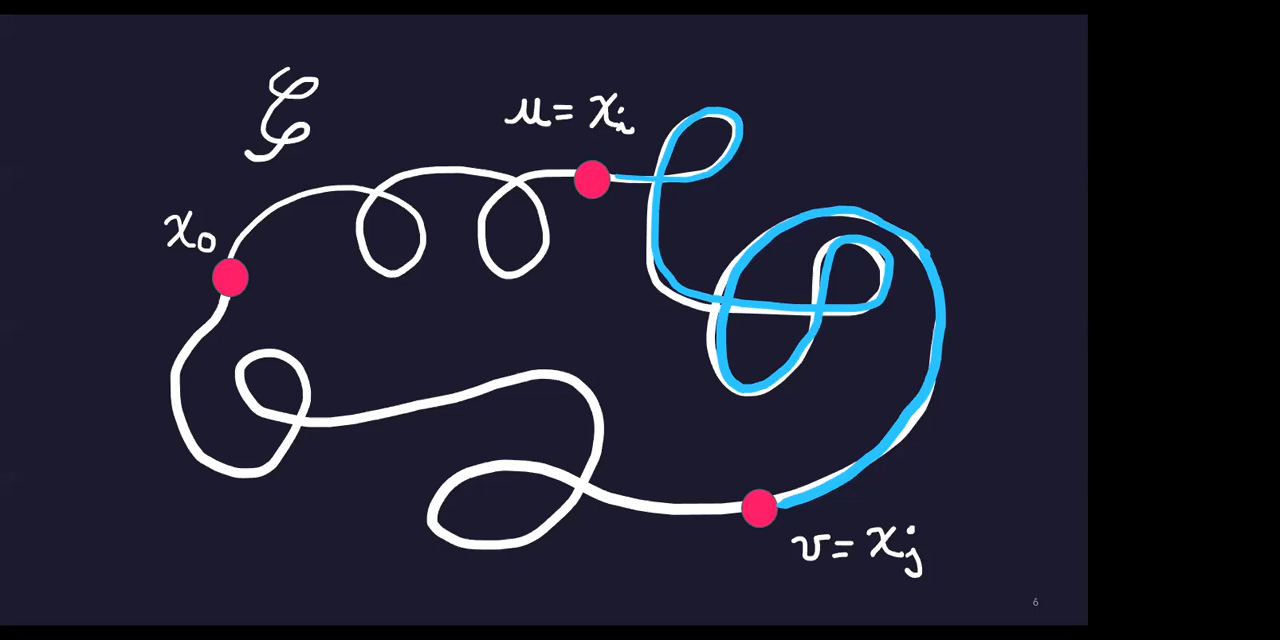 𝒞
u = xᵢ
x₀
v = xⱼ
6